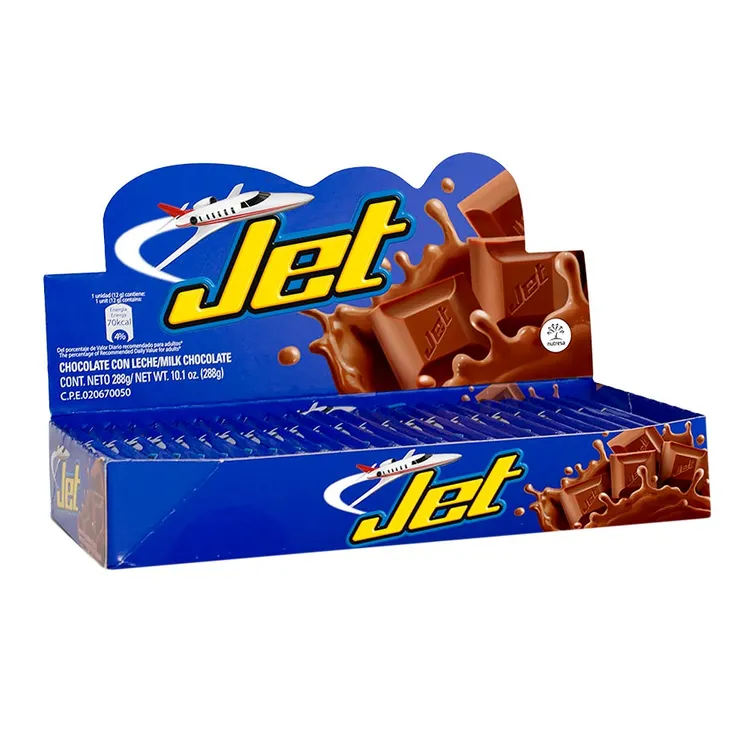 Jet
1 unidad (12 g) contiene:
1 unit (12 g) contains:
Energía
Energy
70kcal
4%
Del porcentaje de Valor Diario recomendado para adultos*
The percentage of Recommended Daily Value for adults*
CHOCOLATE CON LECHE/MILK CHOCOLATE
CONT. NETO 288g/ NET WT. 10.1 oz. (288g)
C.P.E.020670050
Jet
Jet
nutresa
Jet